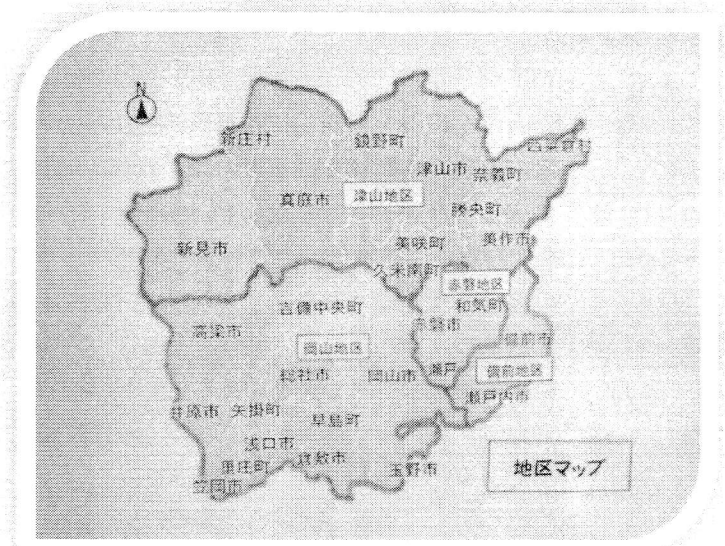 N
新庄村
鏡野町
西粟倉村
津山市
奈義町
真庭市
津山地区
勝央町
新見市
美咲町
美作市
久米南町
赤磐地区
吉備中央町
和気町
高梁市
赤磐市
備前市
岡山地区
総社市
岡山市
瀬戸
備前地区
瀬戸内市
井原市
矢掛町
早島町
浅口市
里庄町
倉敷市
玉野市
笠岡市
地区マップ